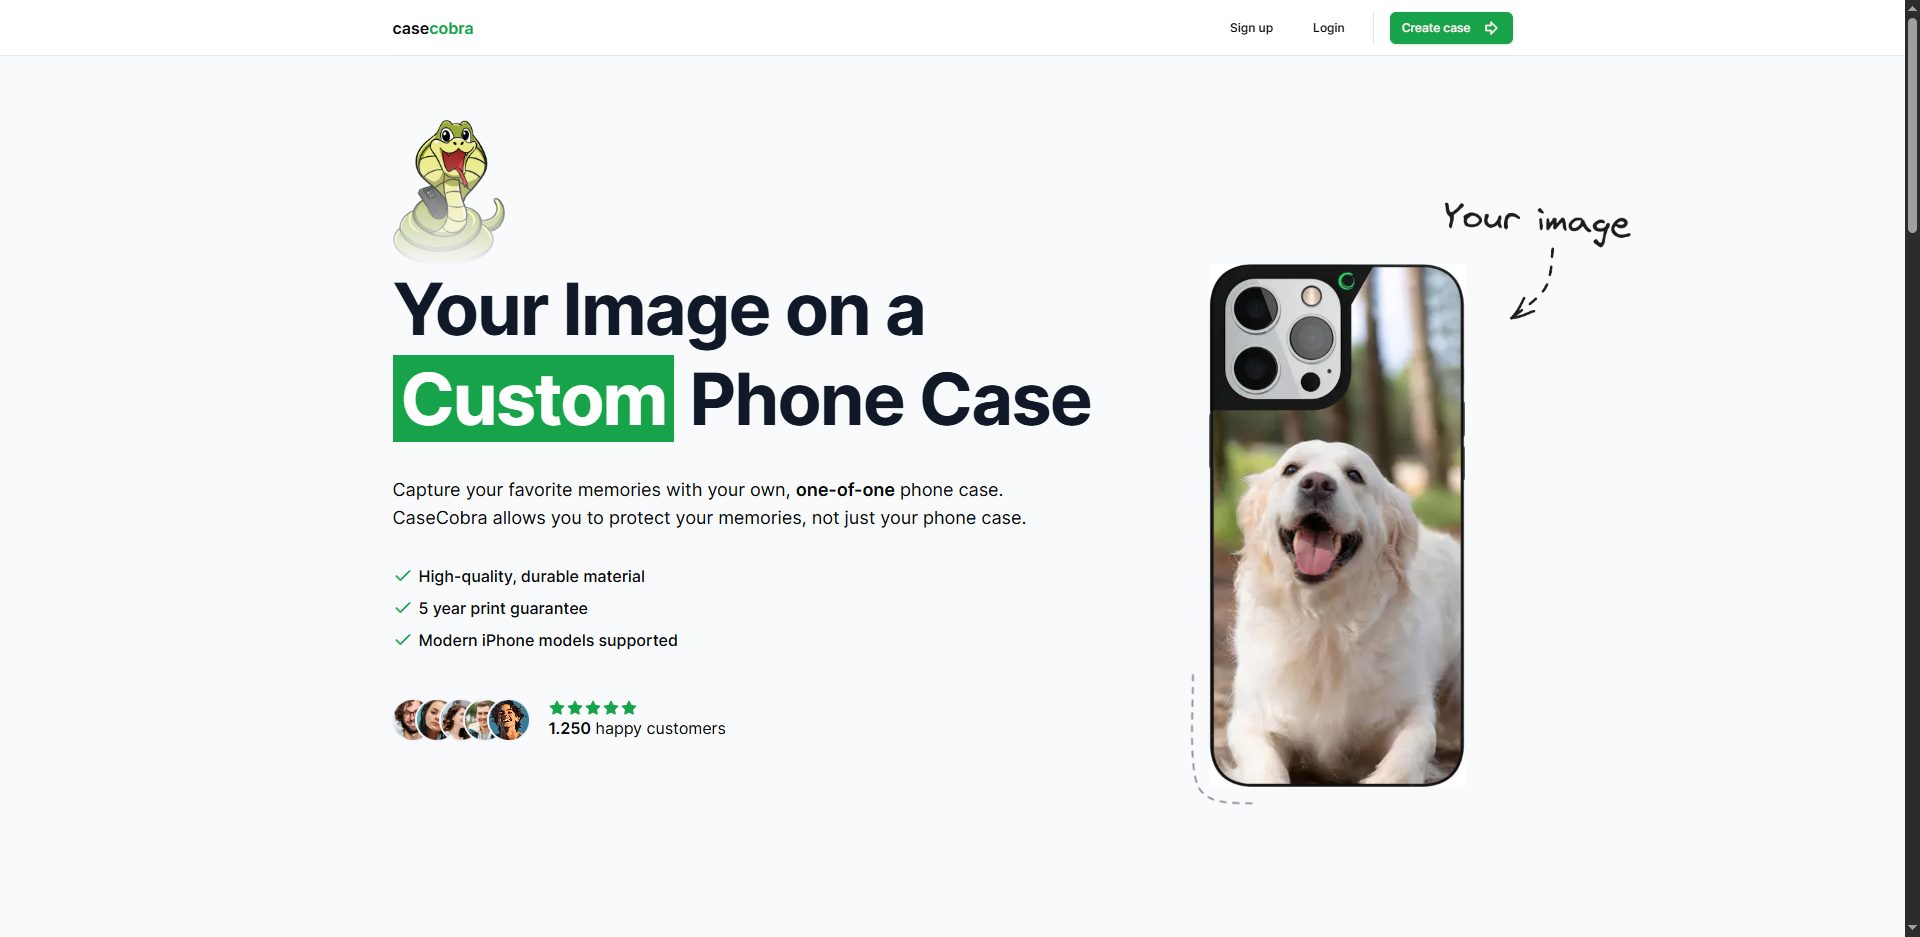 casecobra
Sign up
Login
Create case
Your image
Your Image on a
Custom Phone Case
Capture your favorite memories with your own, one-of-one phone case.
CaseCobra allows you to protect your memories, not just your phone case.
High-quality, durable material
5 year print guarantee
Modern iPhone models supported
1.250 happy customers